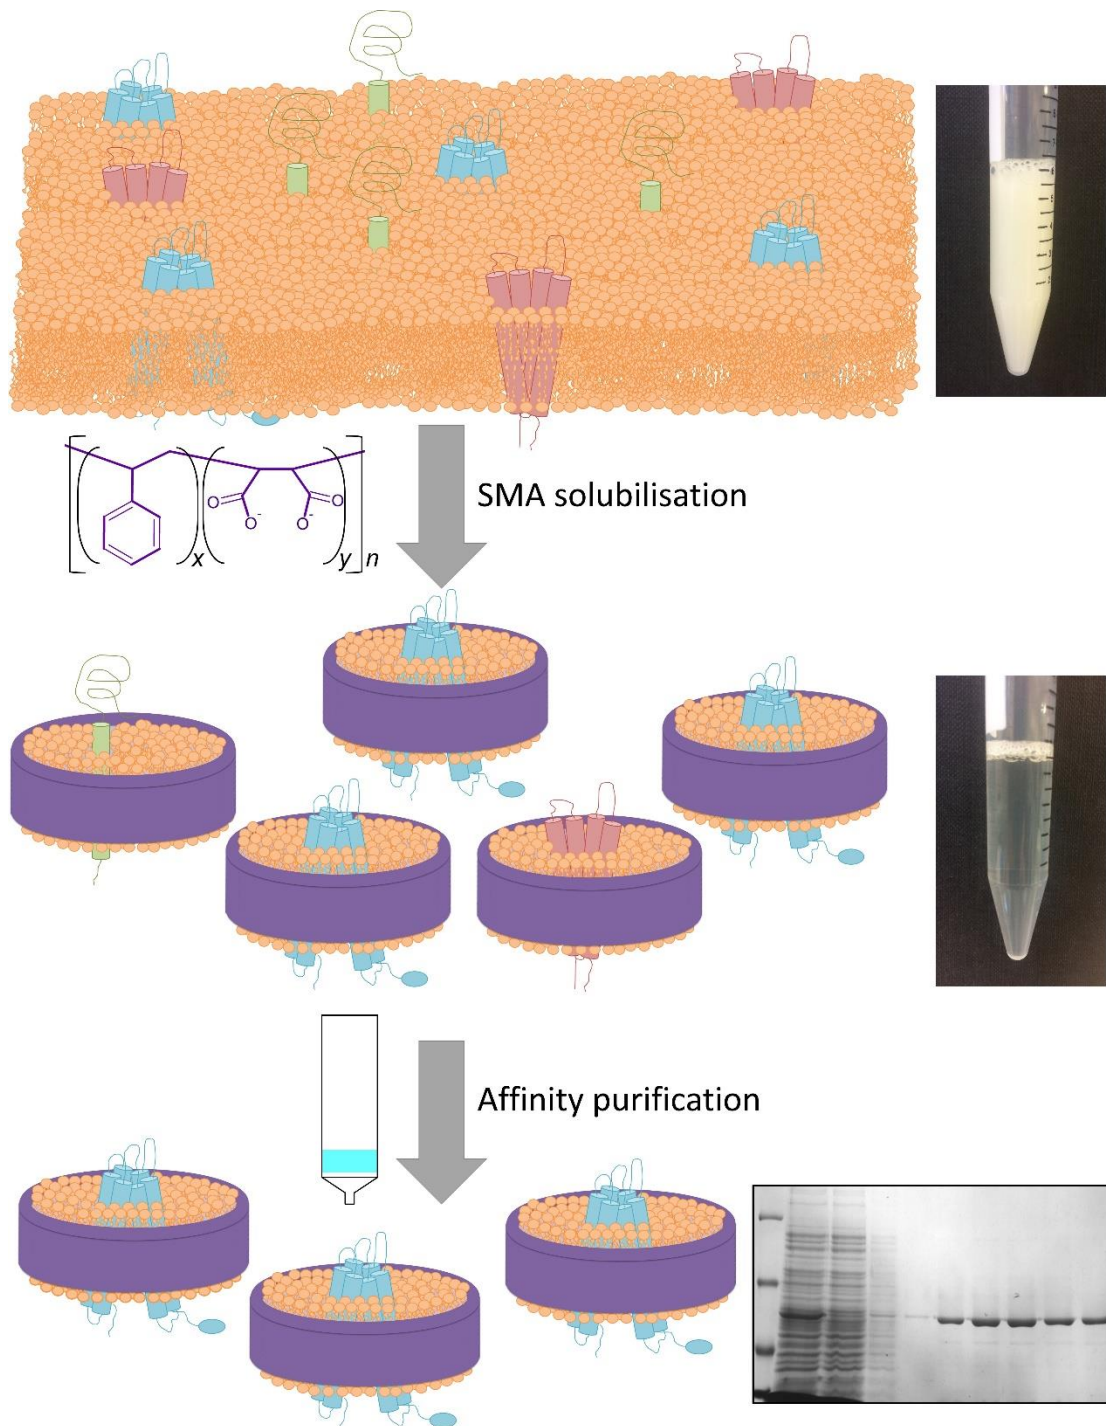 O
O
O-
O-
x
y
n
SMA solubilisation
Affinity purification